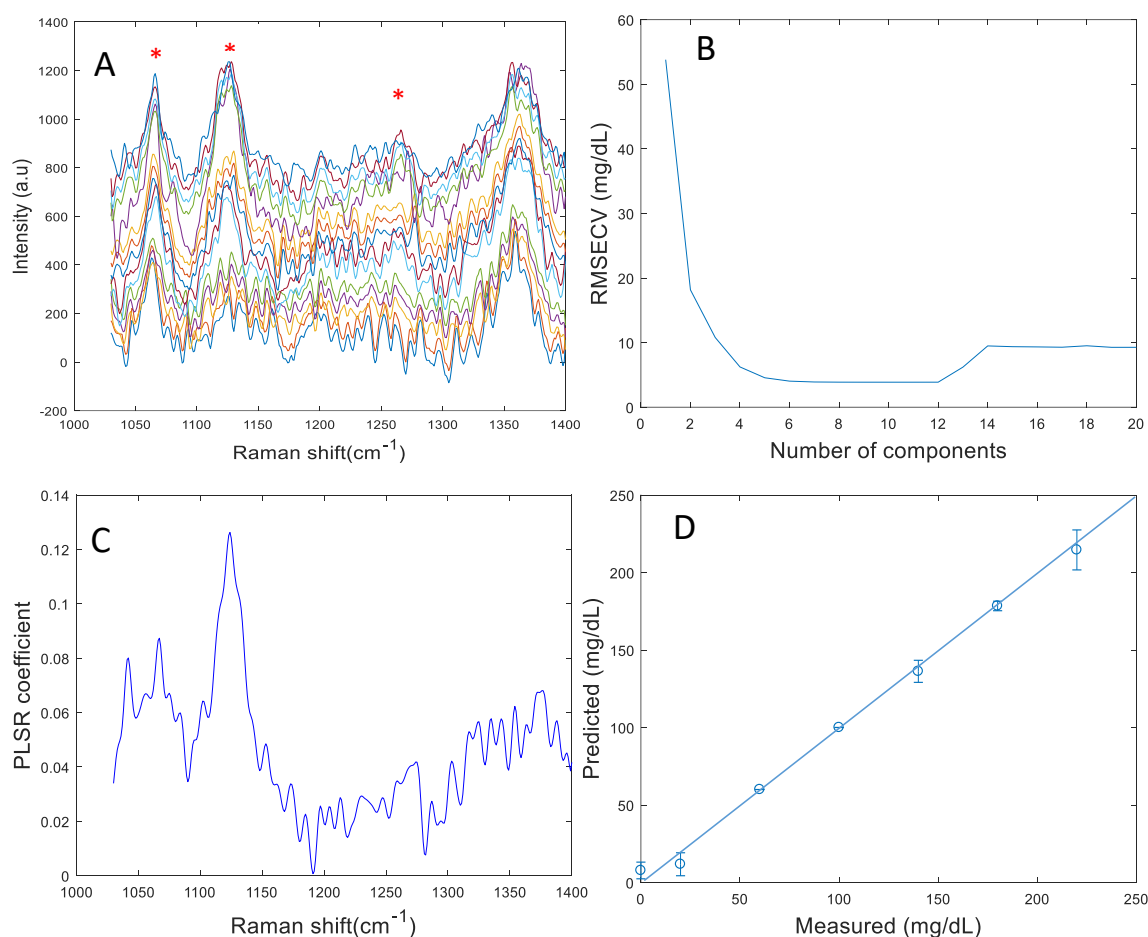 A
* * *
1400
1200
1000
800
600
400
200
0
-200
1000 1050 1100 1150 1200 1250 1300 1350 1400
Raman shift(cm⁻¹)
Intensity (a.u)
B
60
50
40
30
20
10
0
0 2 4 6 8 10 12 14 16 18 20
Number of components
RMSECV (mg/dL)
C
0.14
0.12
0.1
0.08
0.06
0.04
0.02
0
1000 1050 1100 1150 1200 1250 1300 1350 1400
Raman shift(cm⁻¹)
PLSR coefficient
D
250
200
150
100
50
0
0 50 100 150 200 250
Measured (mg/dL)
Predicted (mg/dL)